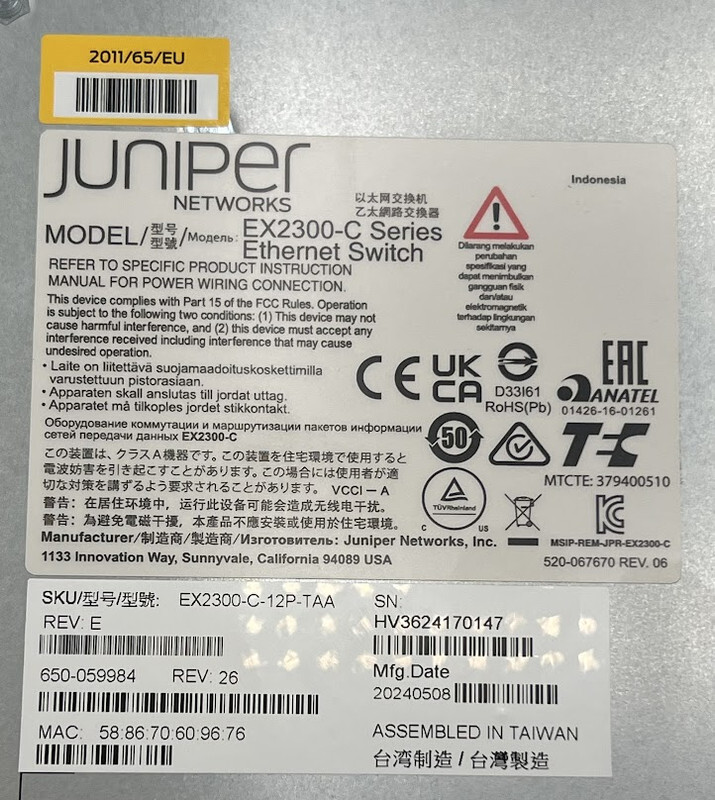 2011/65/EU
JUNIPEr
NETWORKS
以太网交换机
乙太網路交換器
MODEL/型号/型號/Модель: EX2300-C Series
Ethernet Switch
REFER TO SPECIFIC PRODUCT INSTRUCTION
MANUAL FOR POWER WIRING CONNECTION.
This device complies with Part 15 of the FCC Rules. Operation
is subject to the following two conditions: (1) This device may not
cause harmful interference, and (2) this device must accept any
interference received including interference that may cause
undesired operation.
• Laite on liitettävä suojamaadoituskoskettimilla
varustettuun pistorasiaan.
• Apparaten skall anslutas till jordat uttag.
• Apparatet må tilkoples jordet stikkontakt.
Оборудование коммутации и маршрутизации пакетов информации
сетей передачи данных EX2300-C
Indonesia
!
Dilarang melakukan
perubahan
spesifikasi yang
dapat menimbulkan
gangguan fisik
dan/atau
elektromagnetik
terhadap lingkungan
sekitarnya
CE
UK
CA
D33I61
RoHS(Pb)
EAC
ANATEL
01426-16-01261
50
TEC
MTCTE: 379400510
この装置は、クラスA機器です。この装置を住宅環境で使用すると
電波妨害を引き起こすことがあります。この場合には使用者が適
切な対策を講ずるよう要求されることがあります。 VCCI – A
警告: 在居住环境中，运行此设备可能会造成无线电干扰。
警告: 為避免電磁干擾，本產品不應安裝或使用於住宅環境。
TÜVRheinland
C US
KC
MSIP-REM-JPR-EX2300-C
Manufacturer/制造商/製造商/Изготовитель: Juniper Networks, Inc.
1133 Innovation Way, Sunnyvale, California 94089 USA
520-067670 REV. 06
SKU/型号/型號: EX2300-C-12P-TAA
REV: E
650-059984 REV: 26
MAC: 58:86:70:60:96:76
SN:
HV3624170147
Mfg.Date
20240508
ASSEMBLED IN TAIWAN
台湾制造 / 台灣製造